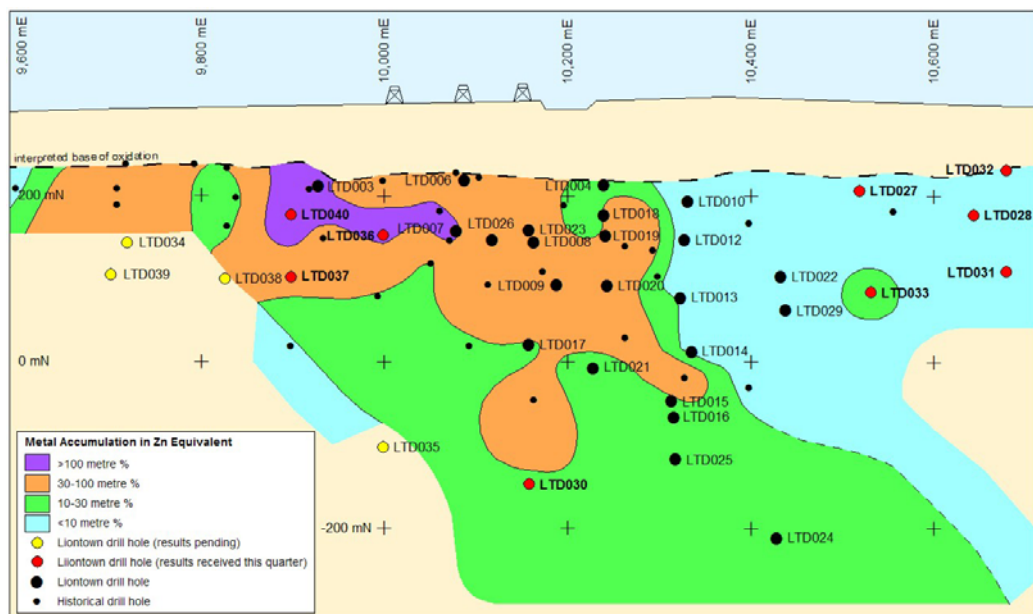 9,600 mE
9,800 mE
10,000 mE
10,200 mE
10,400 mE
10,600 mE
interpreted base of oxidation
200 mN
0 mN
-200 mN
LTD003
LTD006
LTD004
LTD010
LTD027
LTD032
LTD028
LTD040
LTD036
LTD007
LTD026
LTD023
LTD008
LTD018
LTD019
LTD012
LTD034
LTD039
LTD038
LTD037
LTD009
LTD020
LTD013
LTD022
LTD029
LTD033
LTD031
LTD017
LTD021
LTD014
LTD015
LTD016
LTD025
LTD035
LTD030
LTD024
Metal Accumulation in Zn Equivalent
>100 metre %
30-100 metre %
10-30 metre %
<10 metre %
Liontown drill hole (results pending)
Liiontown drill hole (results received this quarter)
Liontown drill hole
Historical drill hole